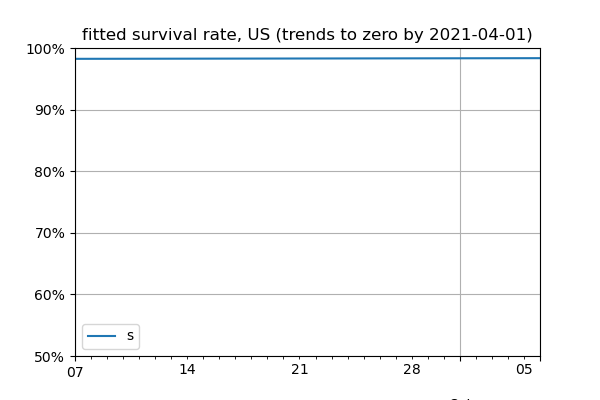 fitted survival rate, US (trends to zero by 2021-04-01)
100%
90%
80%
70%
60%
50%
s
07 14 21 28 05